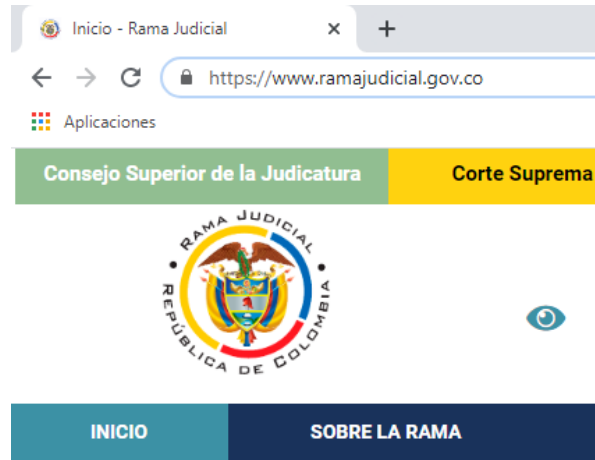 Inicio - Rama Judicial
https://www.ramajudicial.gov.co
Aplicaciones
Consejo Superior de la Judicatura
Corte Suprema
RAMA JUDICIAL
REPÚBLICA DE COLOMBIA
INICIO
SOBRE LA RAMA